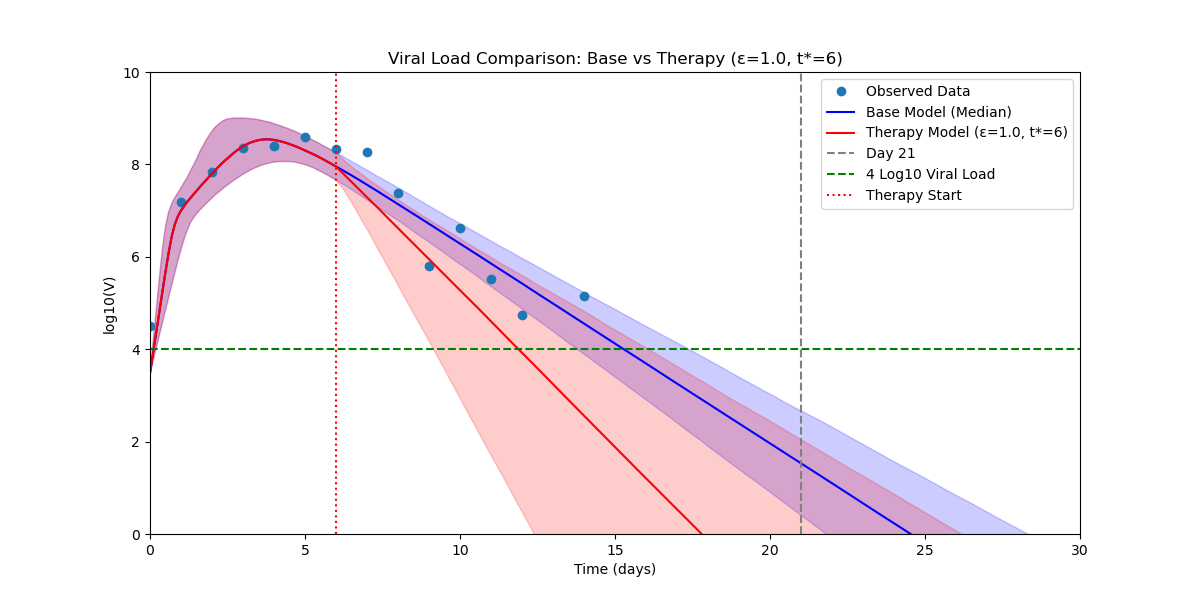 Viral Load Comparison: Base vs Therapy (ε=1.0, t*=6)
10
8
6
4
2
0
log10(V)
Observed Data
Base Model (Median)
Therapy Model (ε=1.0, t*=6)
Day 21
4 Log10 Viral Load
Therapy Start
0 5 10 15 20 25 30
Time (days)